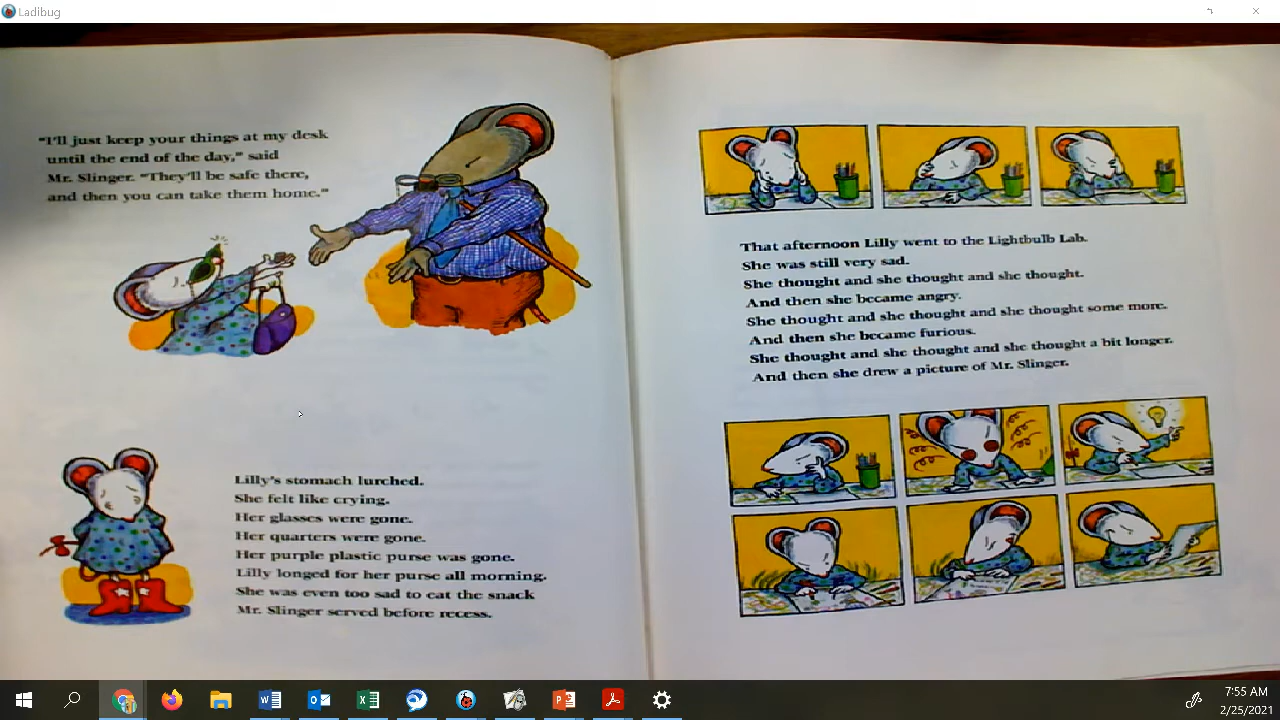 Ladibug
"I'll just keep your things at my desk
until the end of the day," said
Mr. Slinger. "They'll be safe there,
and then you can take them home."
Lilly's stomach lurched.
She felt like crying.
Her glasses were gone.
Her quarters were gone.
Her purple plastic purse was gone.
Lilly longed for her purse all morning.
She was even too sad to eat the snack
Mr. Slinger served before recess.
That afternoon Lilly went to the Lightbulb Lab.
She was still very sad.
She thought and she thought and she thought.
And then she became angry.
She thought and she thought and she thought some more.
And then she became furious.
She thought and she thought and she thought a bit longer.
And then she drew a picture of Mr. Slinger.
7:55 AM
2/25/2021